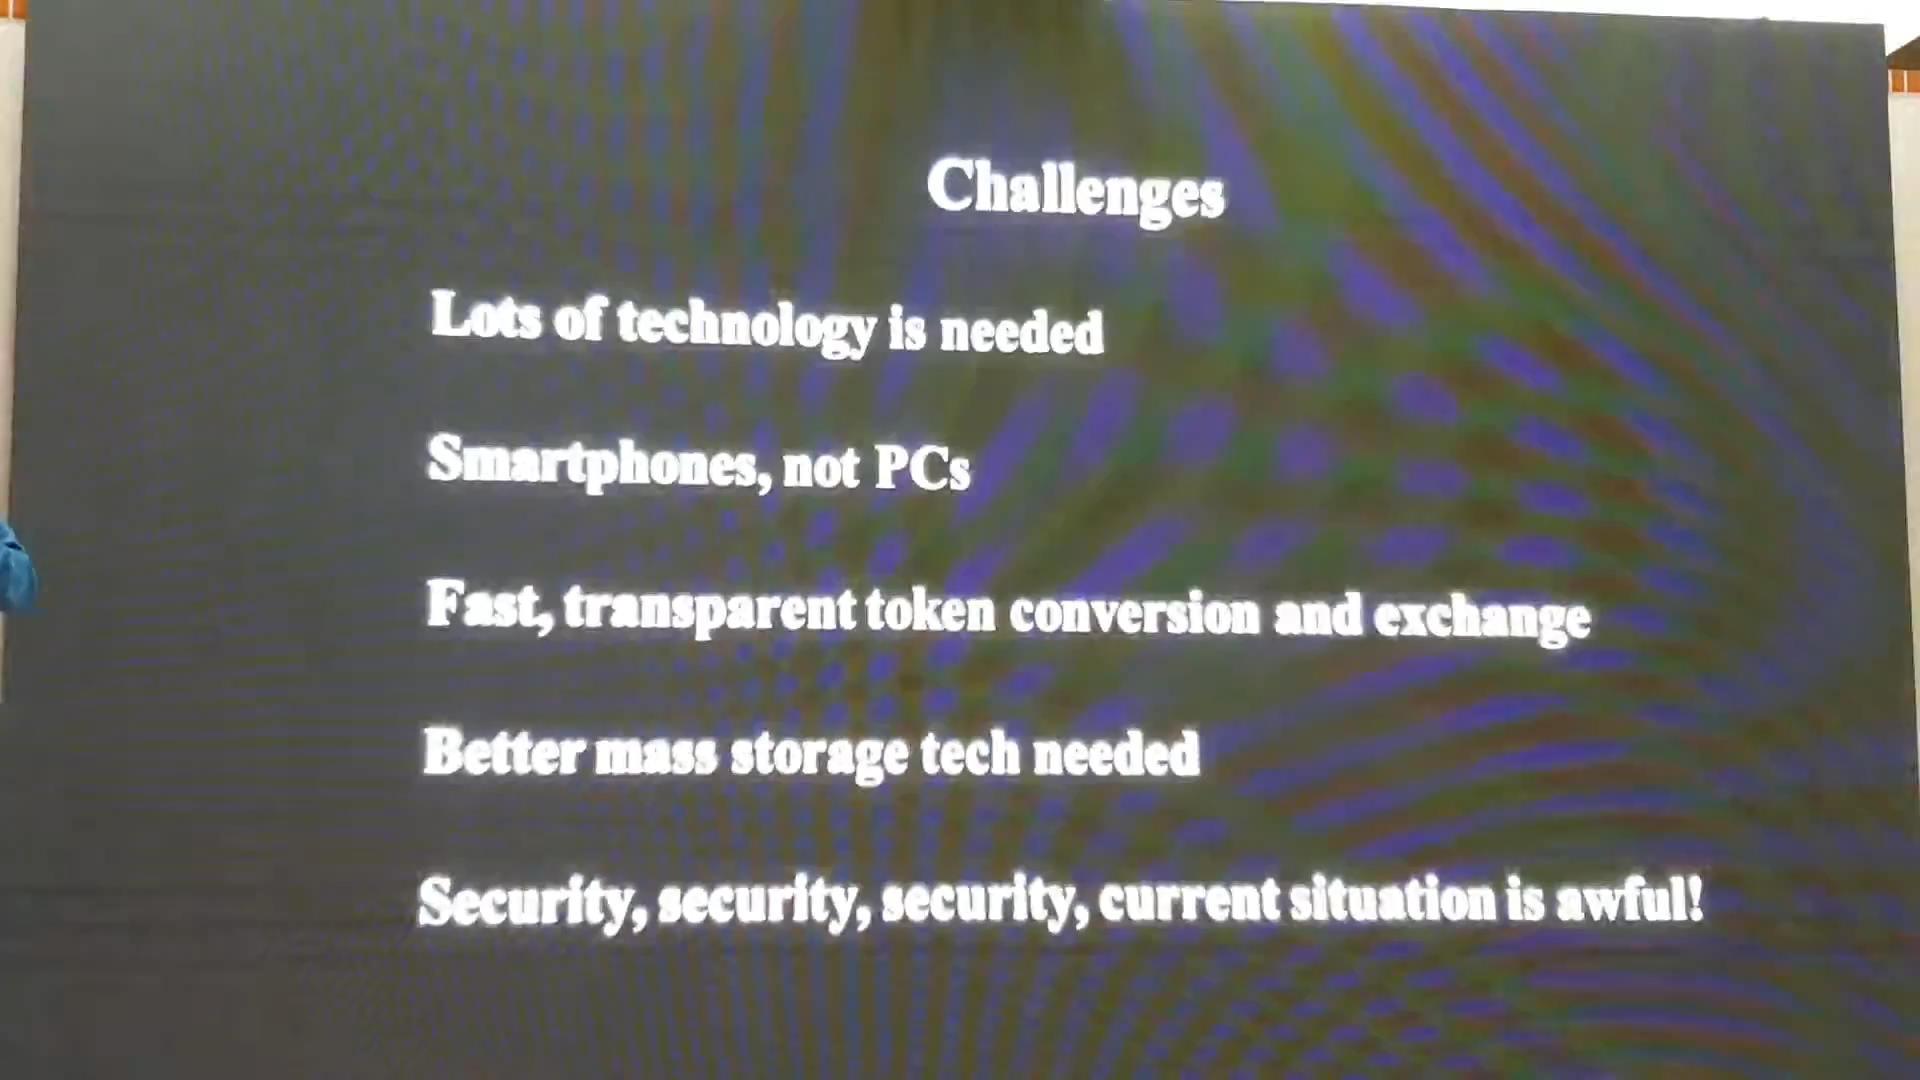 Challenges
Lots of technology is needed
Smartphones, not PCs
Fast, transparent token conversion and exchange
Better mass storage tech needed
Security, security, security, current situation is awful!